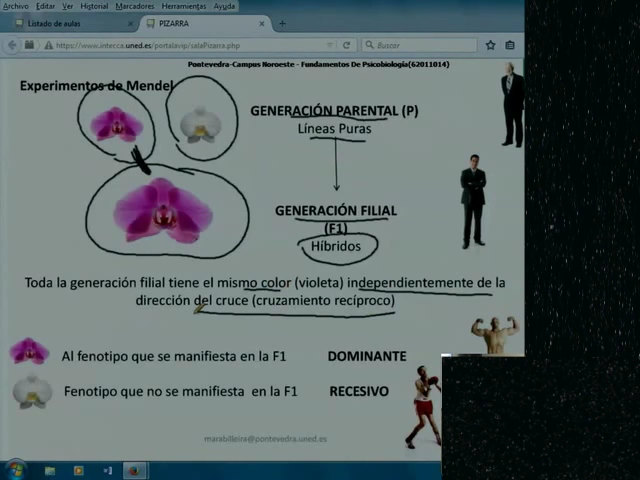 Archivo Editar Ver Historial Marcadores Herramientas Ayuda
Listado de aulas
PIZARRA
https://www.intecca.uned.es/portalavip/salaPizarra.php
Buscar
Pontevedra-Campus Noroeste - Fundamentos De Psicobiología(62011014)
Experimentos de Mendel
GENERACIÓN PARENTAL (P)
Líneas Puras
GENERACIÓN FILIAL
(F1)
Híbridos
Toda la generación filial tiene el mismo color (violeta) independientemente de la
dirección del cruce (cruzamiento recíproco)
Al fenotipo que se manifiesta en la F1 DOMINANTE
Fenotipo que no se manifiesta en la F1 RECESIVO
marabilleira@pontevedra.uned.es